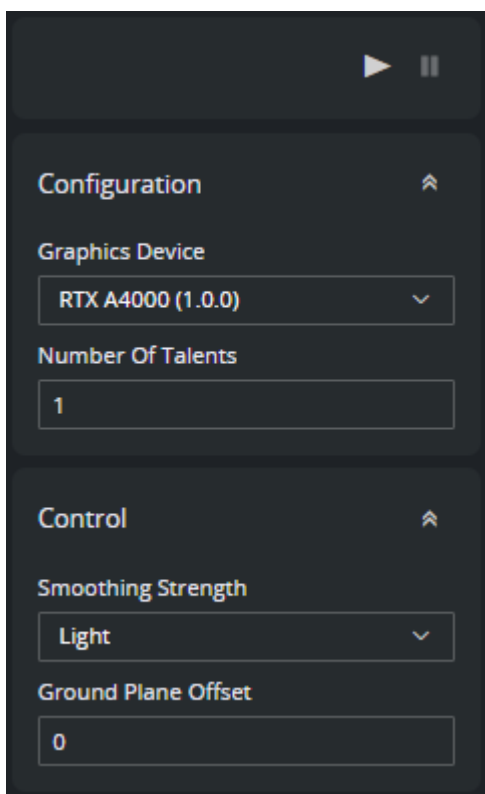 Configuration
Graphics Device
RTX A4000 (1.0.0)
Number Of Talents
1
Control
Smoothing Strength
Light
Ground Plane Offset
0